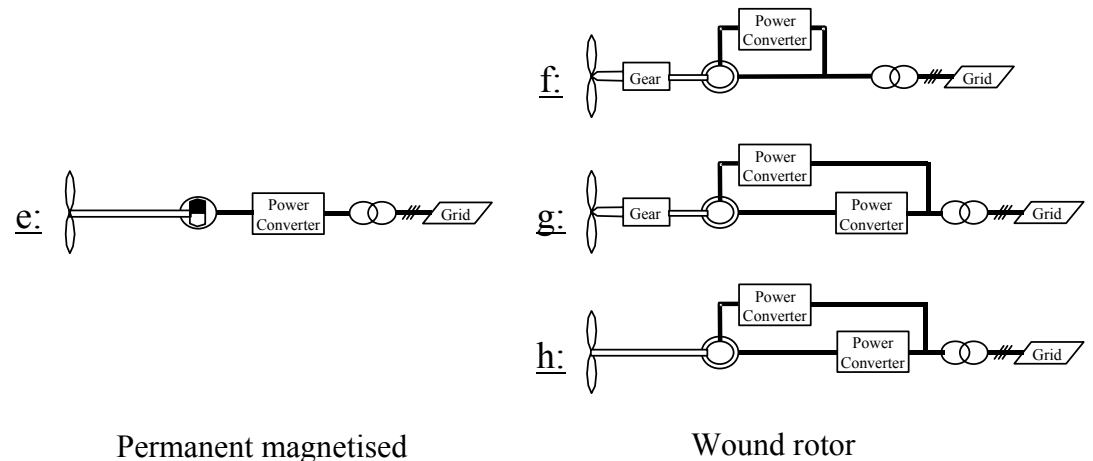 Power
Converter
f:
Gear
Grid
e:
Power
Converter
Grid
Power
Converter
g:
Gear
Power
Converter
Grid
Power
Converter
h:
Power
Converter
Grid
Permanent magnetised
Wound rotor